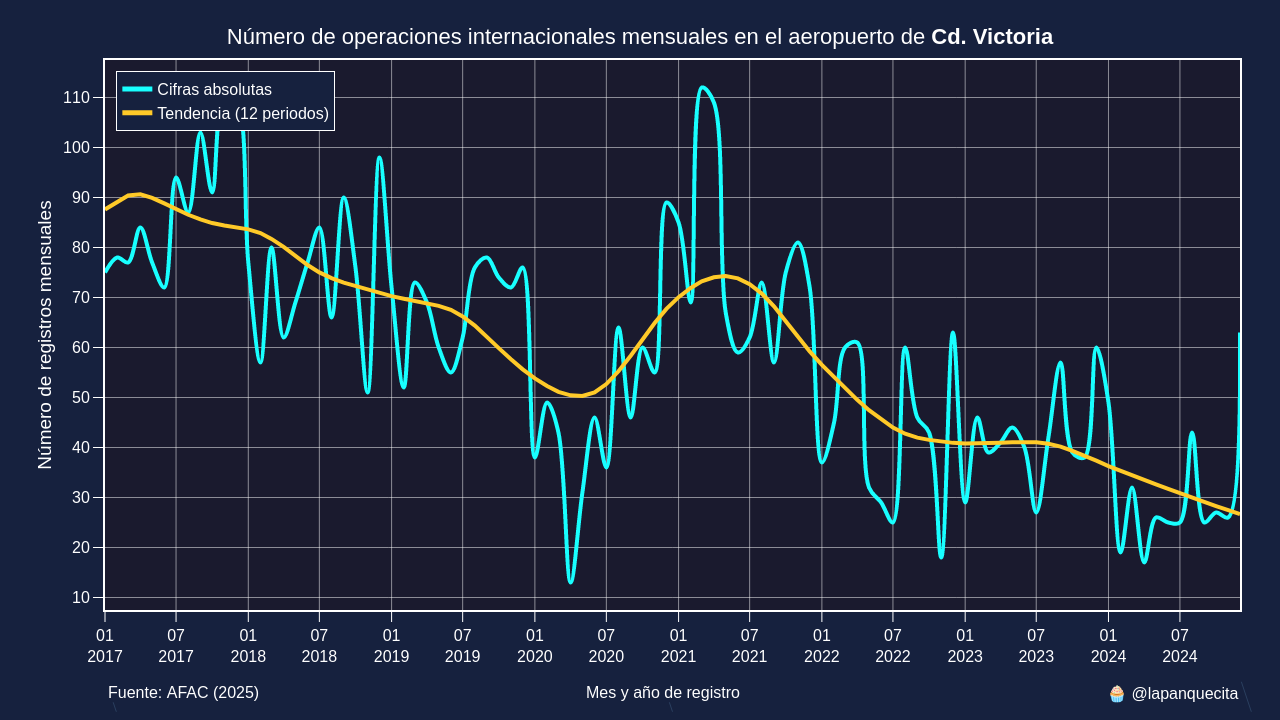 Número de operaciones internacionales mensuales en el aeropuerto de Cd. Victoria
Cifras absolutas
Tendencia (12 periodos)
Número de registros mensuales
110
100
90
80
70
60
50
40
30
20
10
01 07 01 07 01 07 01 07 01 07 01 07 01 07 01 07
2017 2017 2018 2018 2019 2019 2020 2020 2021 2021 2022 2022 2023 2023 2024 2024
Fuente: AFAC (2025) Mes y año de registro 🧁 @lapanquecita